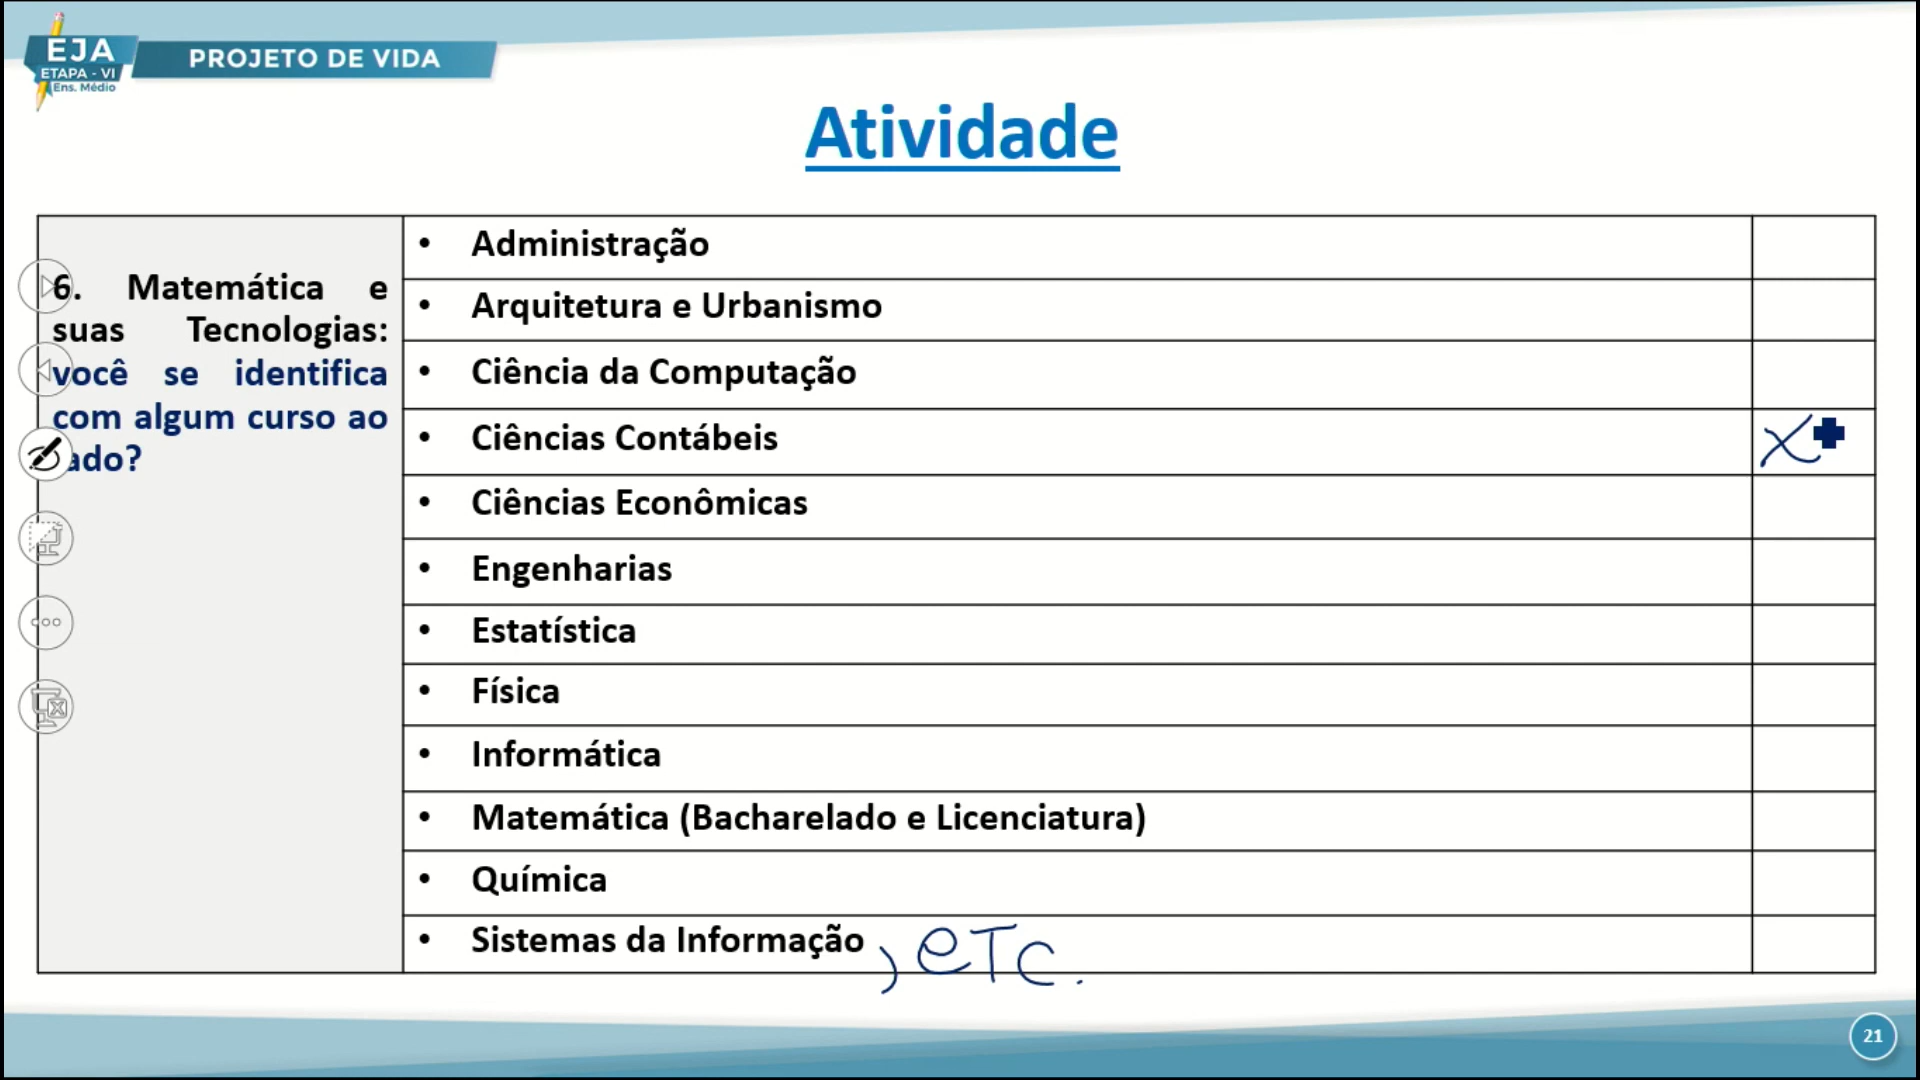 EJA
ETAPA - VI
Ens. Médio
PROJETO DE VIDA
Atividade
6. Matemática e
suas Tecnologias:
você se identifica
com algum curso ao
lado?
• Administração
• Arquitetura e Urbanismo
• Ciência da Computação
• Ciências Contábeis X
• Ciências Econômicas
• Engenharias
• Estatística
• Física
• Informática
• Matemática (Bacharelado e Licenciatura)
• Química
• Sistemas da Informação , eTc.
21